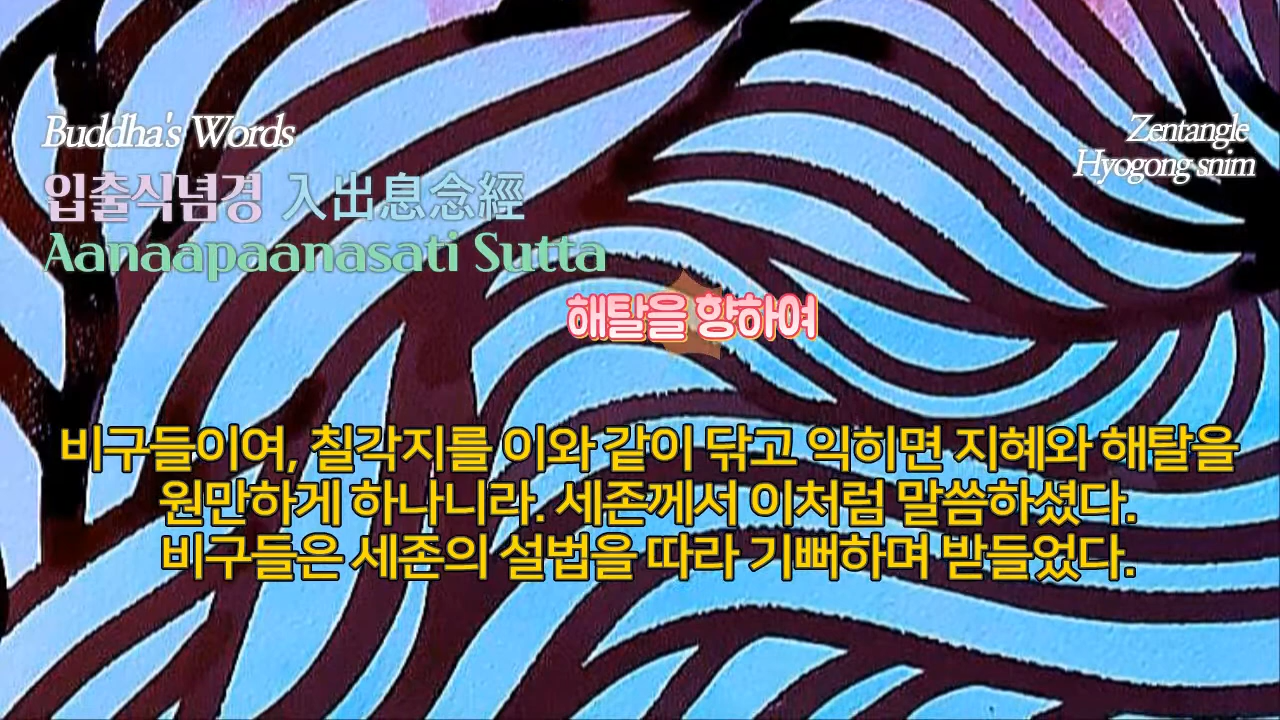 Buddha's Words
Zentangle
Hyogong snim
입출식념경 入出息念經
Aanaapaanasati Sutta
해탈을 향하여
비구들이여, 칠각지를 이와 같이 닦고 익히면 지혜와 해탈을
원만하게 하나니라. 세존께서 이처럼 말씀하셨다.
비구들은 세존의 설법을 따라 기뻐하며 받들었다.